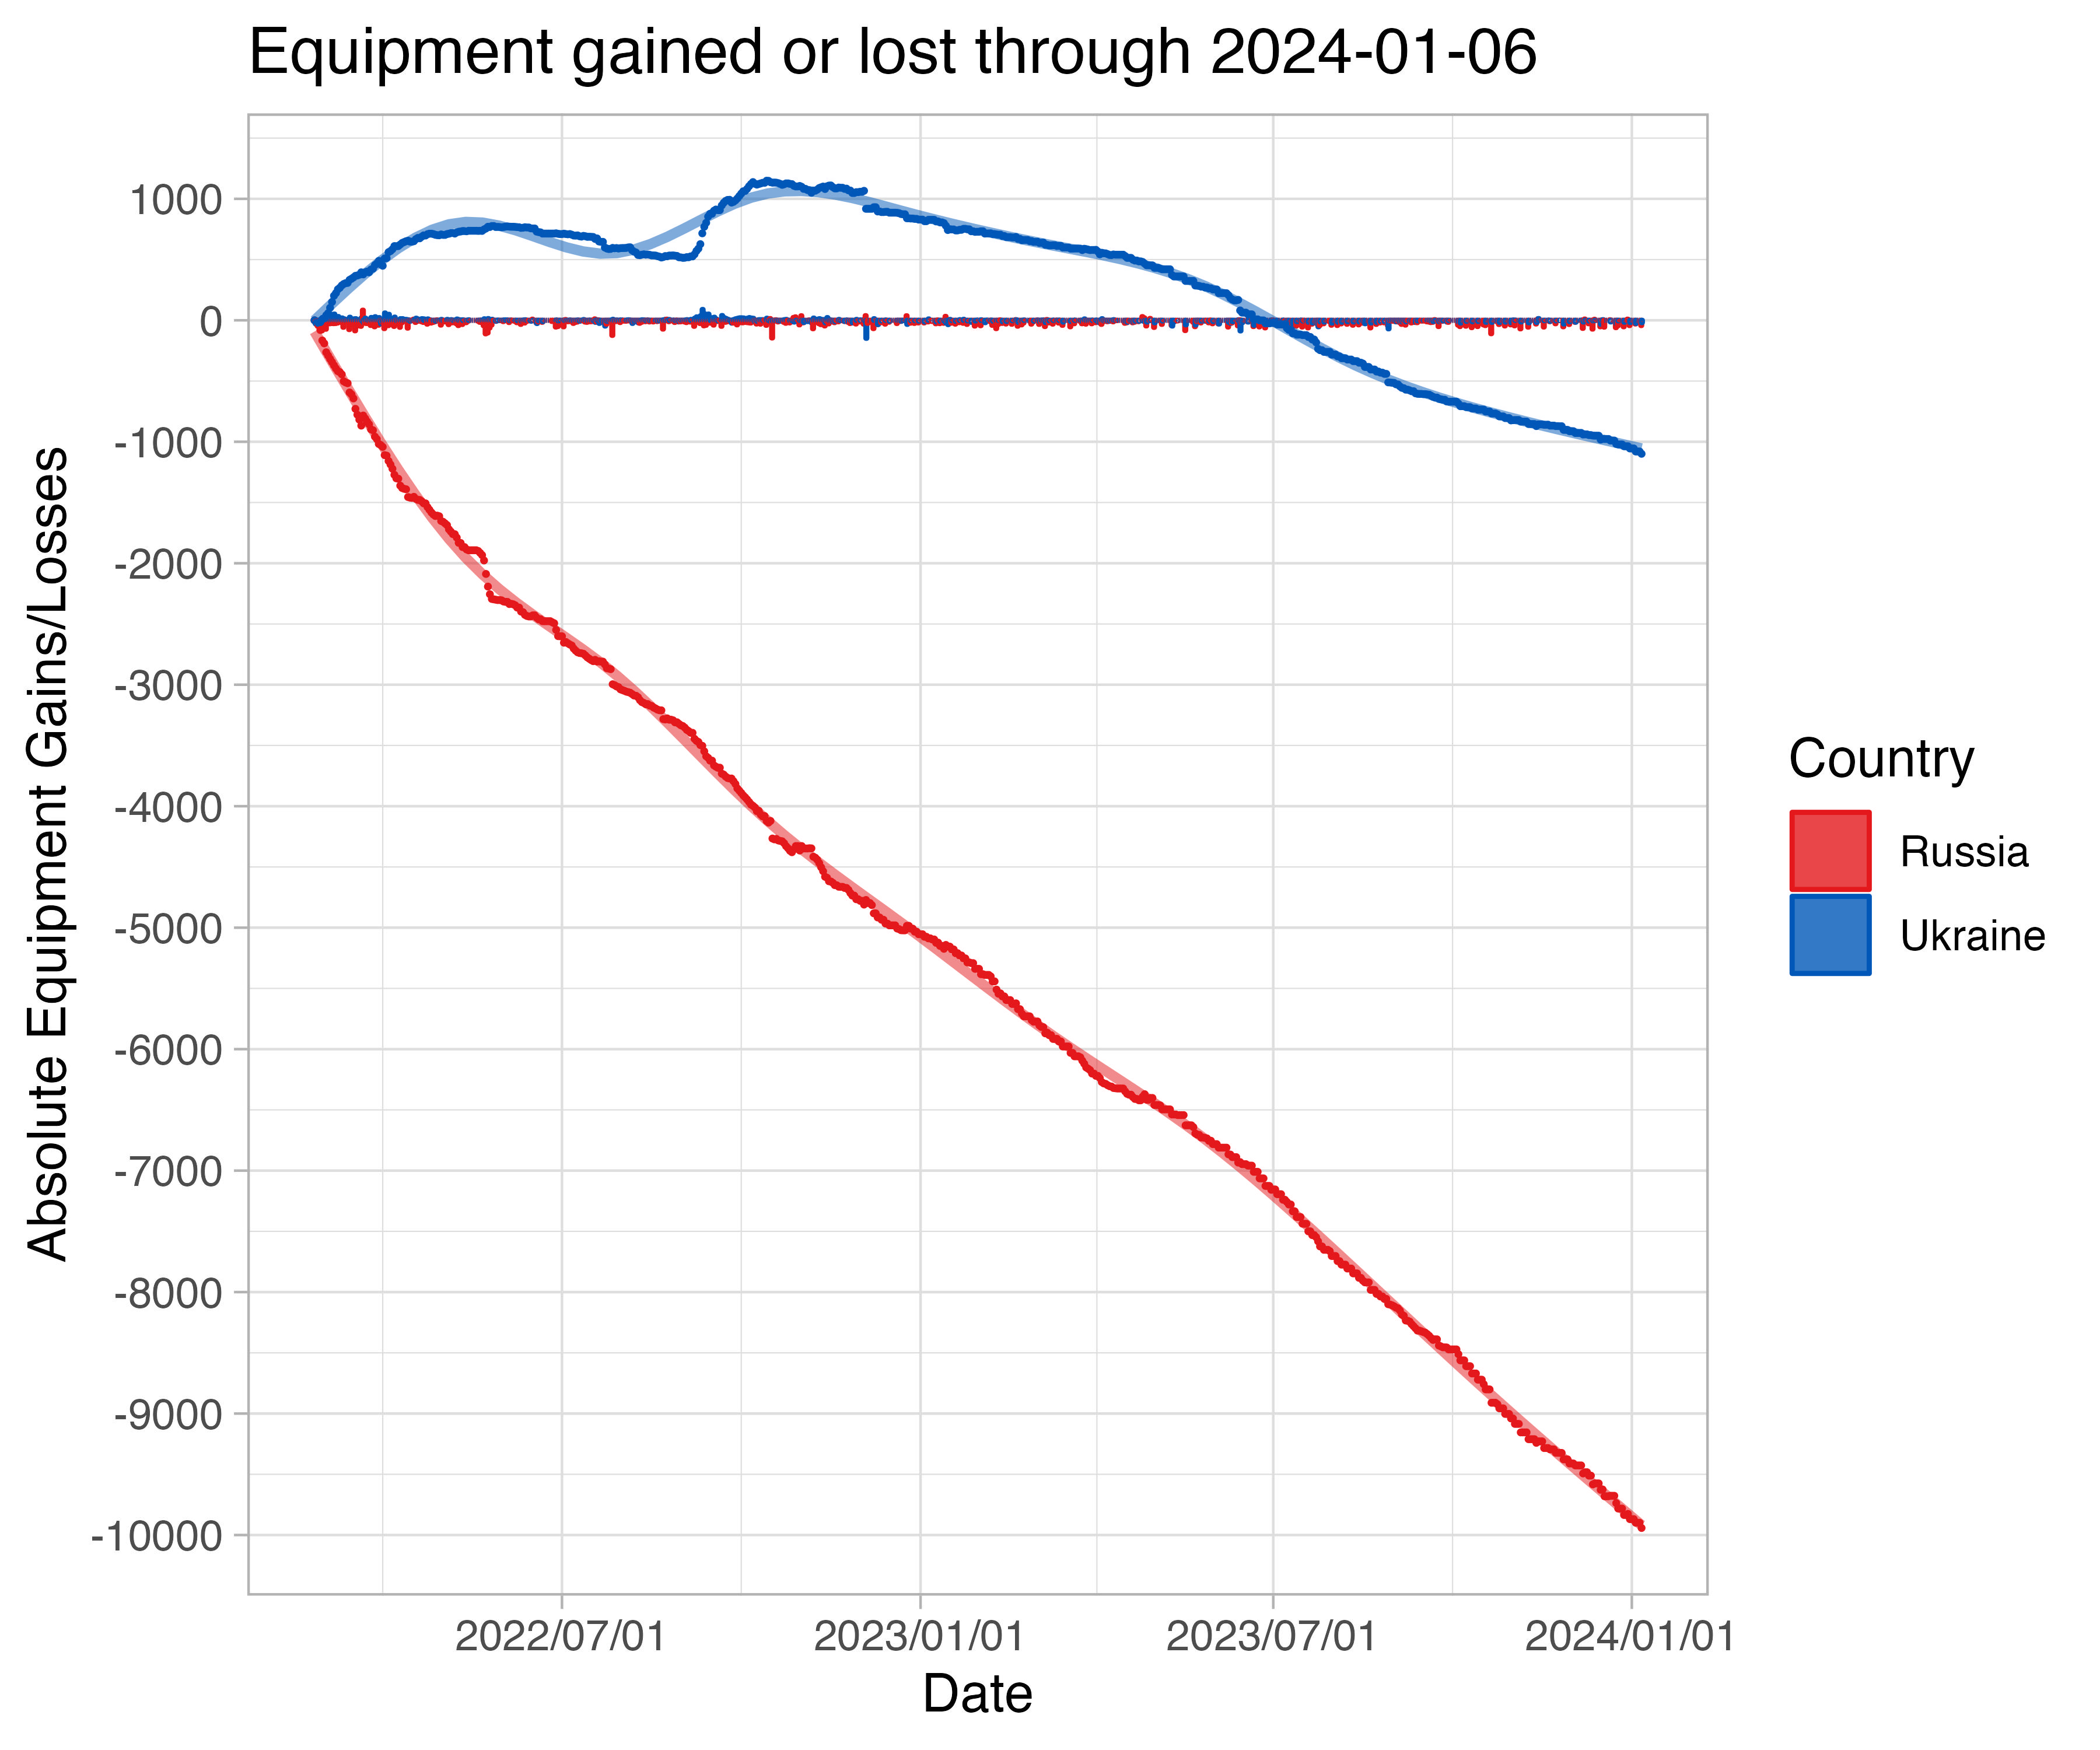 Equipment gained or lost through 2024-01-06
Absolute Equipment Gains/Losses
1000
0
-1000
-2000
-3000
-4000
-5000
-6000
-7000
-8000
-9000
-10000
2022/07/01
2023/01/01
2023/07/01
2024/01/01
Date
Country
Russia
Ukraine